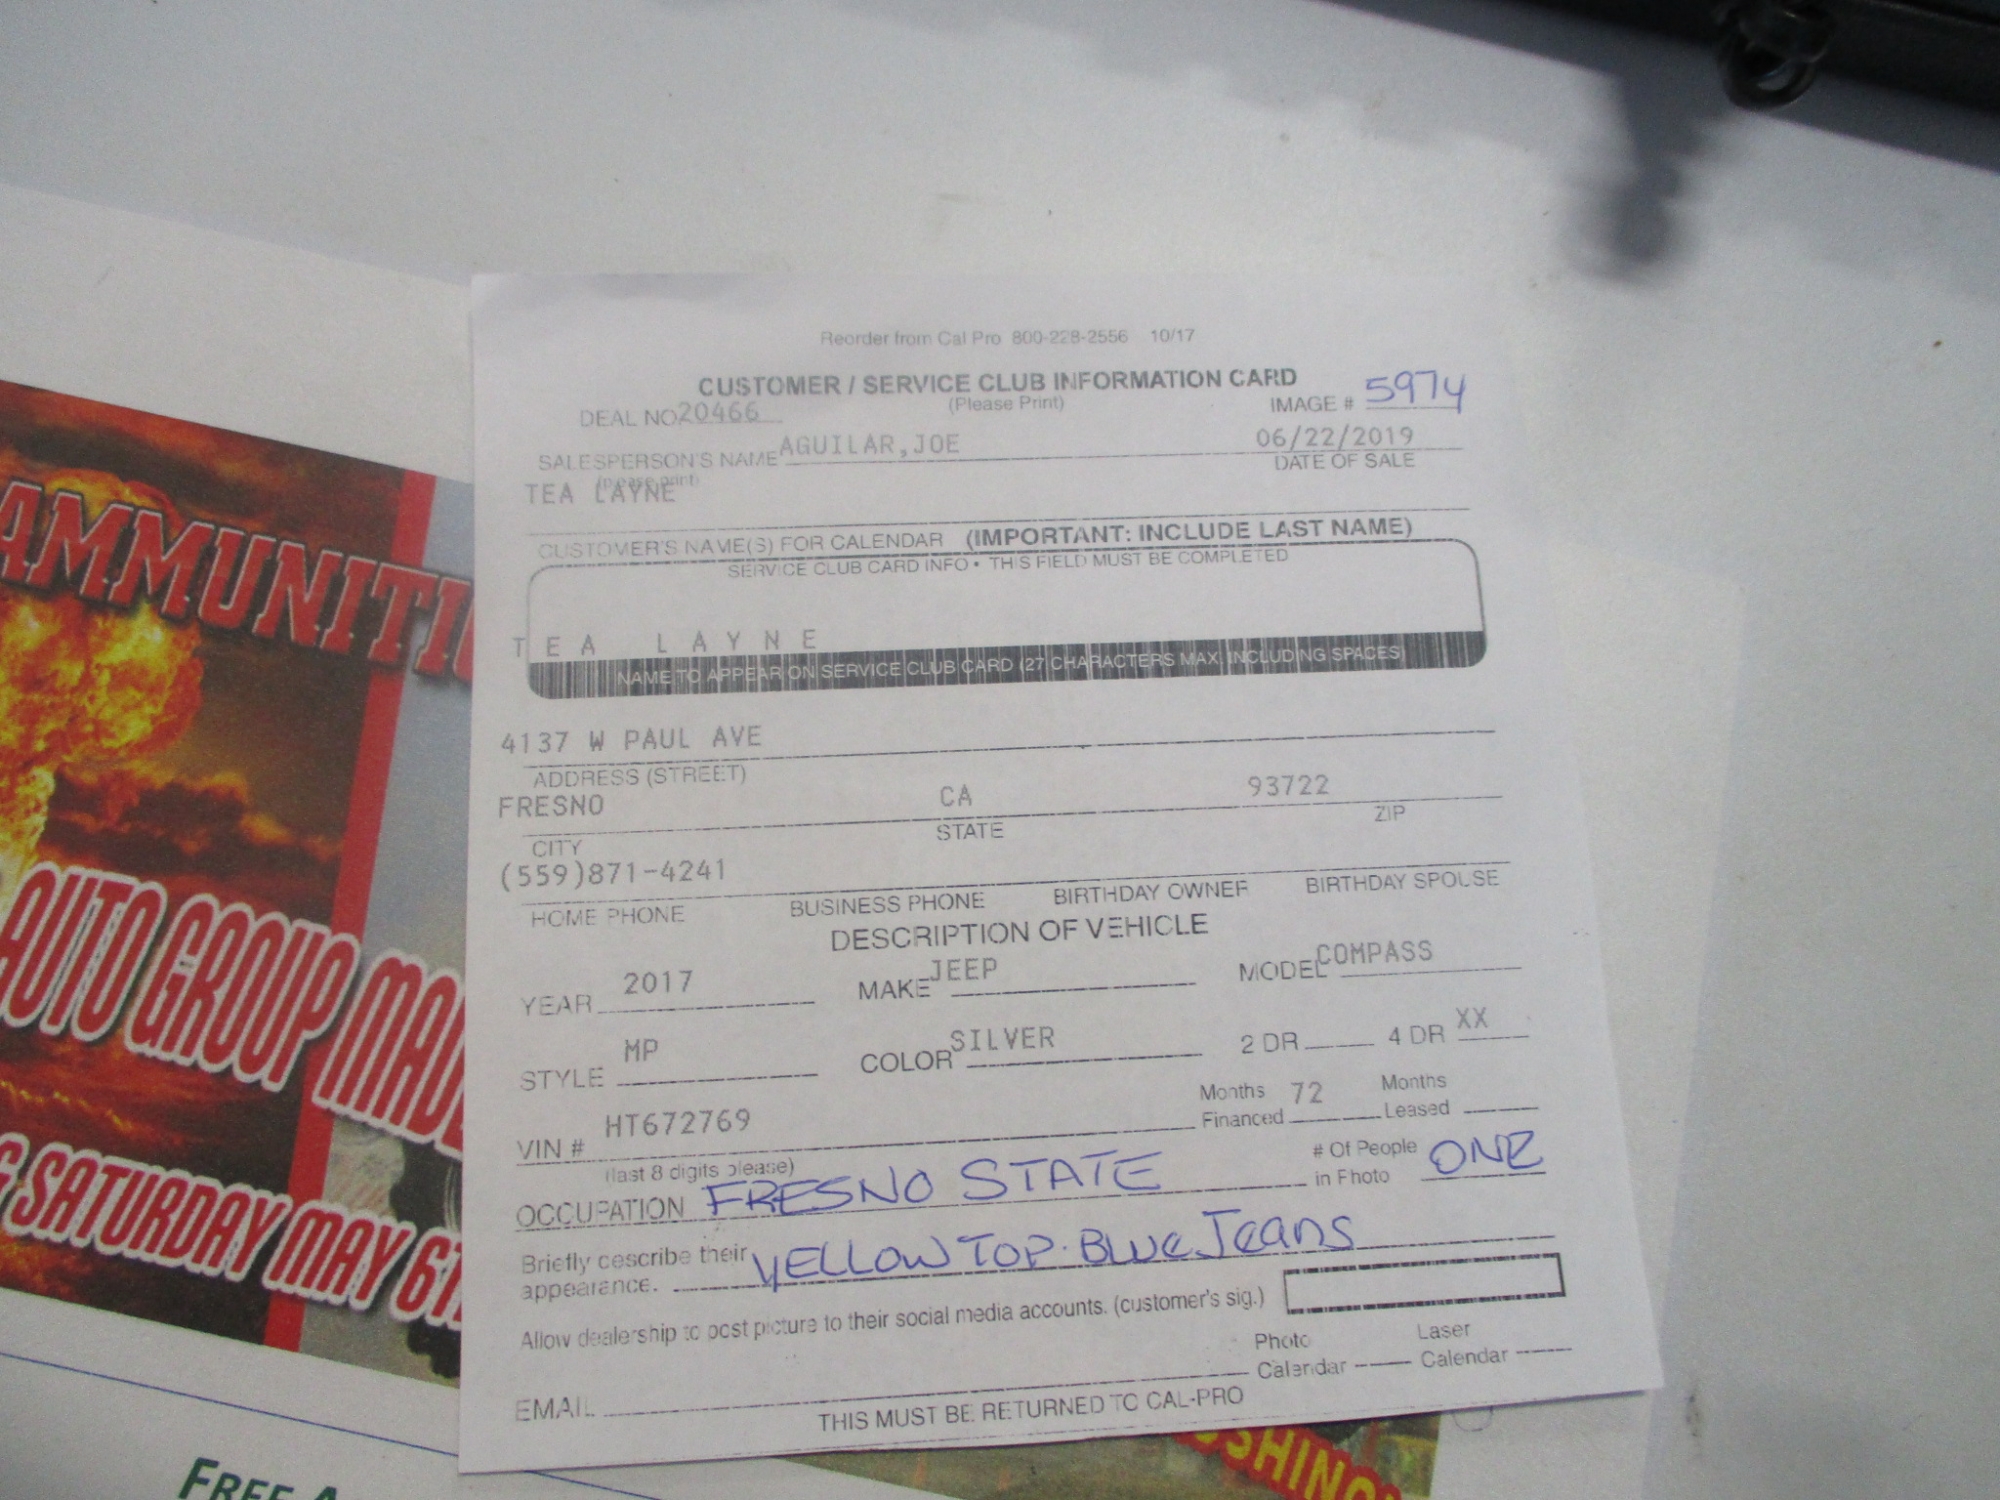 Reorder from Cal Pro 800-228-2556 10/17
CUSTOMER / SERVICE CLUB INFORMATION CARD
(Please Print)
DEAL NO 20466
IMAGE # 5974
SALESPERSON'S NAME AGUILAR,JOE
06/22/2019
(please print)
DATE OF SALE
TEA LAYNE
CUSTOMER'S NAME(S) FOR CALENDAR (IMPORTANT: INCLUDE LAST NAME)
SERVICE CLUB CARD INFO • THIS FIELD MUST BE COMPLETED
TEA LAYNE
NAME TO APPEAR ON SERVICE CLUB CARD (27 CHARACTERS MAX. INCLUDING SPACES)
4137 W PAUL AVE
ADDRESS (STREET)
FRESNO CA 93722
CITY STATE ZIP
(559)871-4241
HOME PHONE BUSINESS PHONE BIRTHDAY OWNER BIRTHDAY SPOUSE
DESCRIPTION OF VEHICLE
YEAR 2017 MAKE JEEP MODEL COMPASS
STYLE MP COLOR SILVER 2 DR 4 DR XX
VIN # HT672769 Months Financed 72 Months Leased
(last 8 digits please)
OCCUPATION FRESNO STATE # Of People in Photo ONE
Briefly describe their appearance. YELLOW TOP. BLUE Jeans
Allow dealership to post picture to their social media accounts. (customer's sig.)
Photo Calendar Laser Calendar
EMAIL
THIS MUST BE RETURNED TO CAL-PRO
AUTO GROUP
SATURDAY MAY
FREE